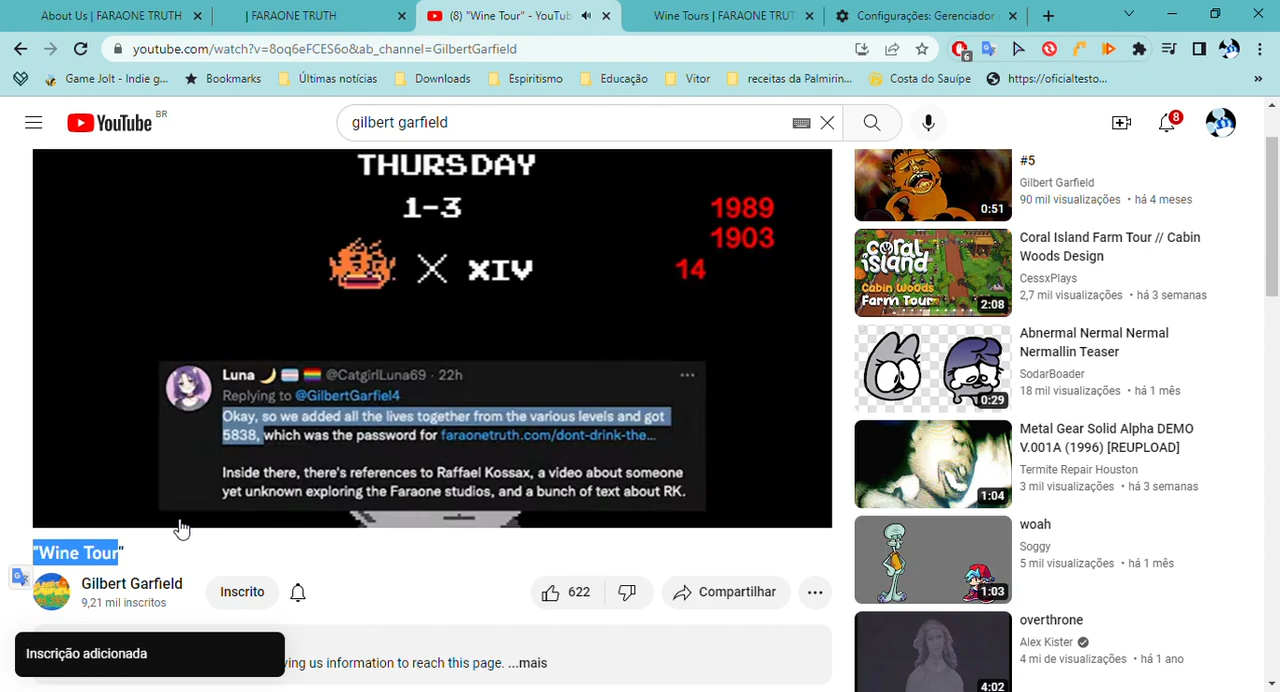 About Us | FARAONE TRUTH
| FARAONE TRUTH
(8) "Wine Tour" - YouTub
Wine Tours | FARAONE TRUT
Configurações: Gerenciador
youtube.com/watch?v=8oq6eFCES6o&ab_channel=GilbertGarfield
6
Game Jolt - Indie g...
Bookmarks
Últimas notícias
Downloads
Espiritismo
Educação
Vitor
receitas da Palmirin...
Costa do Sauípe
https://oficialtesto...
YouTube BR
gilbert garfield
8
THURSDAY
1-3
1989
1903
X XIV
14
Luna @CatgirlLuna69 · 22h
Replying to @GilbertGarfiel4
Okay, so we added all the lives together from the various levels and got
5838, which was the password for faraonetruth.com/dont-drink-the...
Inside there, there's references to Raffael Kossax, a video about someone
yet unknown exploring the Faraone studios, and a bunch of text about RK.
"Wine Tour"
Gilbert Garfield
9,21 mil inscritos
Inscrito
622
Compartilhar
Inscrição adicionada
ying us information to reach this page. ...mais
#5
Gilbert Garfield
90 mil visualizações • há 4 meses
0:51
Coral Island Farm Tour // Cabin
Woods Design
CessxPlays
2,7 mil visualizações • há 3 semanas
coral
island
Cabin Woods
Farm Tour
2:08
Abnermal Nermal Nermal
Nermallin Teaser
SodarBoader
18 mil visualizações • há 1 mês
0:29
Metal Gear Solid Alpha DEMO
V.001A (1996) [REUPLOAD]
Termite Repair Houston
3 mil visualizações • há 3 semanas
1:04
woah
Soggy
5 mil visualizações • há 1 mês
1:03
overthrone
Alex Kister
4 mi de visualizações • há 1 ano
4:02